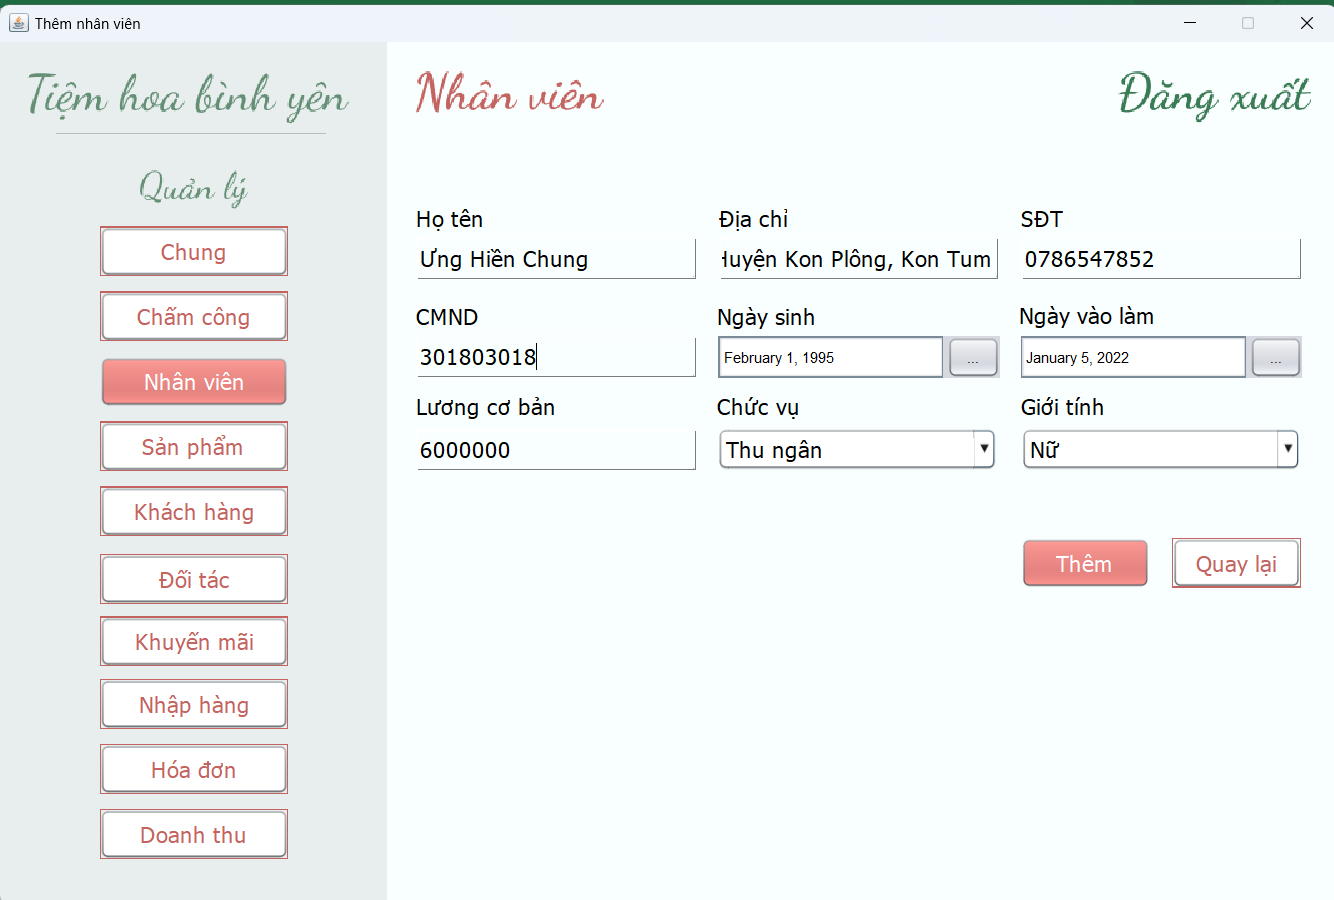 Thêm nhân viên
Tiệm hoa bình yên
Quản lý
Chung
Chấm công
Nhân viên
Sản phẩm
Khách hàng
Đối tác
Khuyến mãi
Nhập hàng
Hóa đơn
Doanh thu
Nhân viên
Đăng xuất
Họ tên
Địa chỉ
SĐT
Ưng Hiền Chung
Huyện Kon Plông, Kon Tum
0786547852
CMND
Ngày sinh
Ngày vào làm
301803018
February 1, 1995
...
January 5, 2022
...
Lương cơ bản
Chức vụ
Giới tính
6000000
Thu ngân
Nữ
Thêm
Quay lại